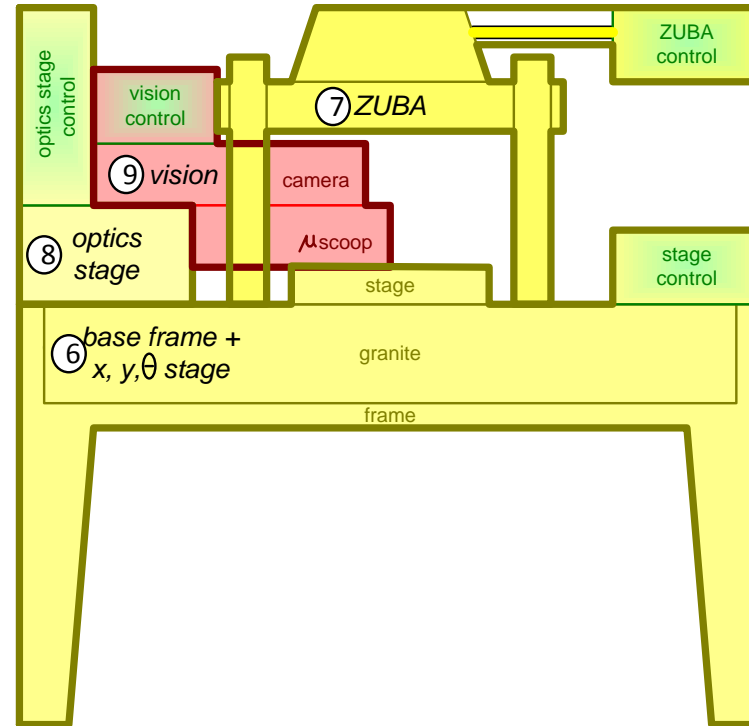 optics stage
control
vision
control
ZUBA
control
7 ZUBA
9 vision
camera
8 optics
stage
μscoop
stage
stage
control
6 base frame +
x, y,θ stage
granite
frame